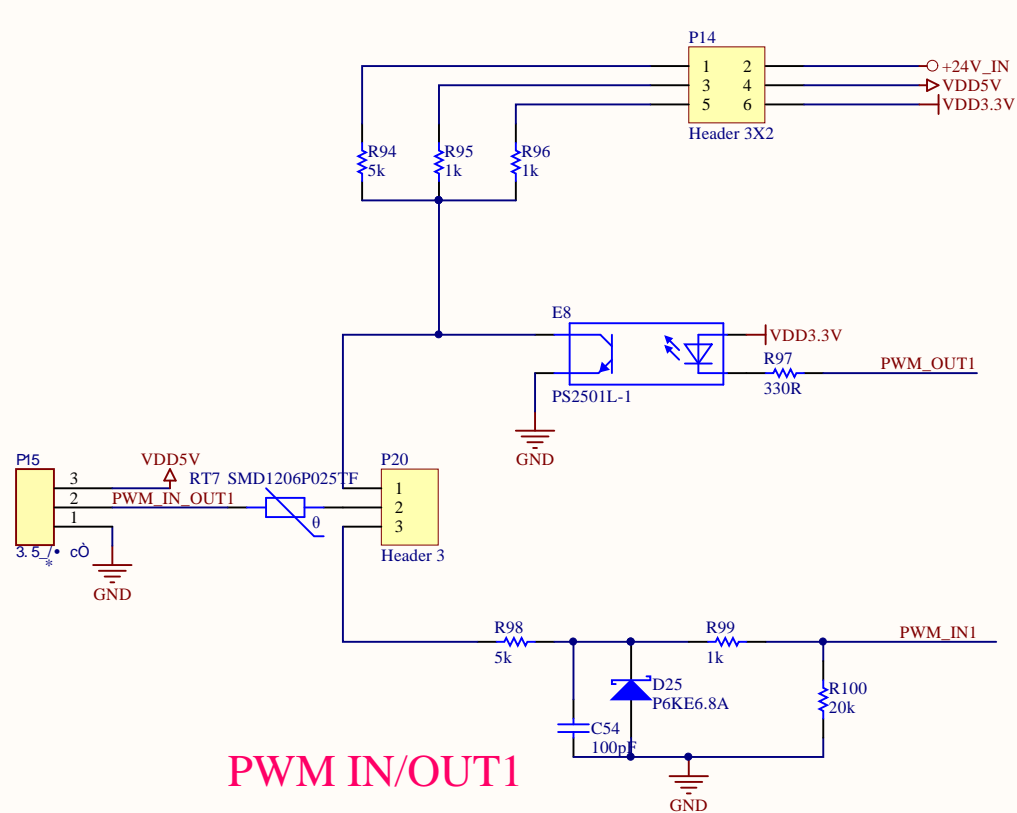 P14
1 2
+24V_IN
3 4
VDD5V
5 6
VDD3.3V
Header 3X2
R94
5k
R95
1k
R96
1k
E8
VDD3.3V
R97
330R
PWM_OUT1
PS2501L-1
GND
P15
VDD5V
RT7 SMD1206P025TF
P20
3
2
1
PWM_IN_OUT1
θ
1
2
3
3.5_/• cÒ
*
GND
Header 3
R98
5k
R99
1k
PWM_IN1
D25
P6KE6.8A
R100
20k
C54
100pF
GND
PWM IN/OUT1